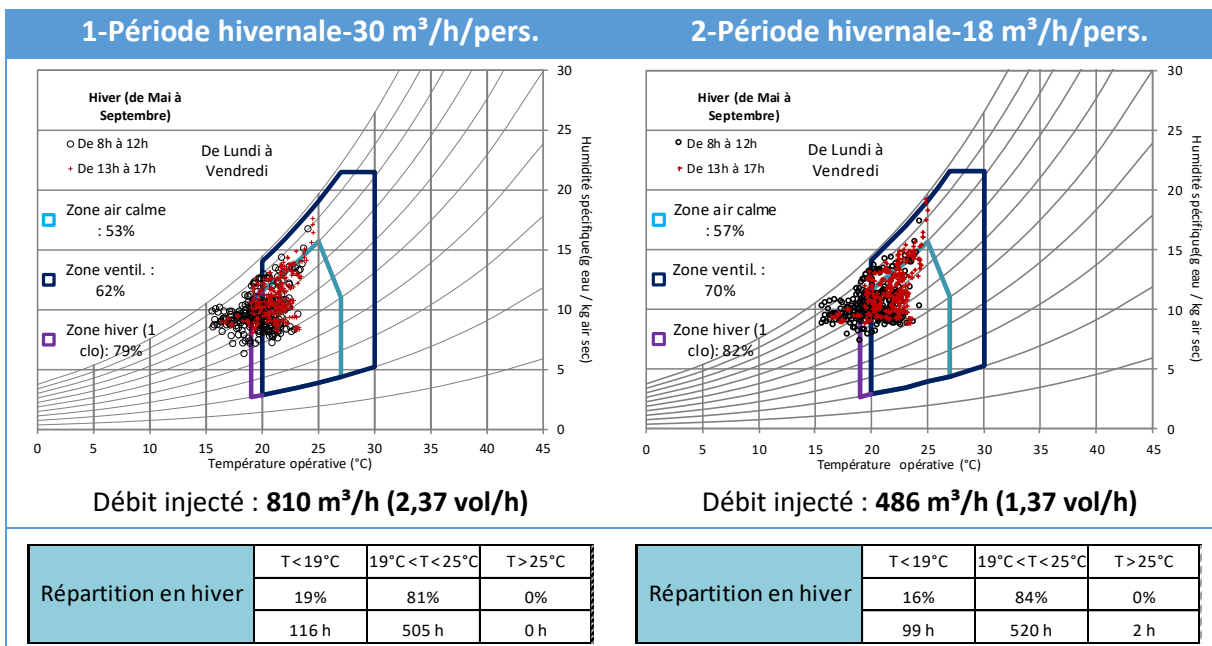 1-Période hivernale-30 m³/h/pers.
Hiver (de Mai à
Septembre)
De 8h à 12h
De 13h à 17h
De Lundi à
Vendredi
Zone air calme
: 53%
Zone ventil. :
62%
Zone hiver (1
clo): 79%
30
25
20
15
10
5
0
Humidité spécifique(g eau / kg air sec)
0 5 10 15 20 25 30 35 40 45
Température opérative (°C)
Débit injecté : 810 m³/h (2,37 vol/h)
Répartition en hiver
T<19°C 19°C<T<25°C T>25°C
19% 81% 0%
116 h 505 h 0 h
2-Période hivernale-18 m³/h/pers.
Hiver (de Mai à
Septembre)
De 8h à 12h
De 13h à 17h
De Lundi à
Vendredi
Zone air calme
: 57%
Zone ventil. :
70%
Zone hiver (1
clo): 82%
30
25
20
15
10
5
0
Humidité spécifique(g eau / kg air sec)
0 5 10 15 20 25 30 35 40 45
Température opérative (°C)
Débit injecté : 486 m³/h (1,37 vol/h)
Répartition en hiver
T<19°C 19°C<T<25°C T>25°C
16% 84% 0%
99 h 520 h 2 h